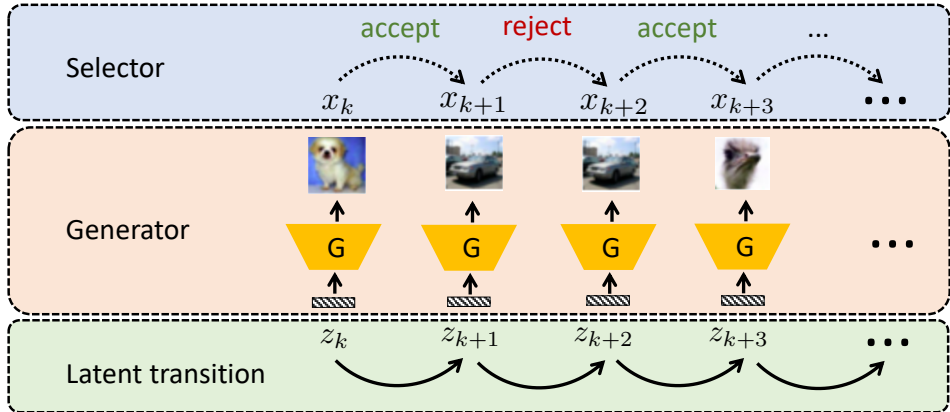 accept reject accept ...
Selector
x_k x_{k+1} x_{k+2} x_{k+3} ...
Generator
G G G G ...
z_k z_{k+1} z_{k+2} z_{k+3} ...
Latent transition